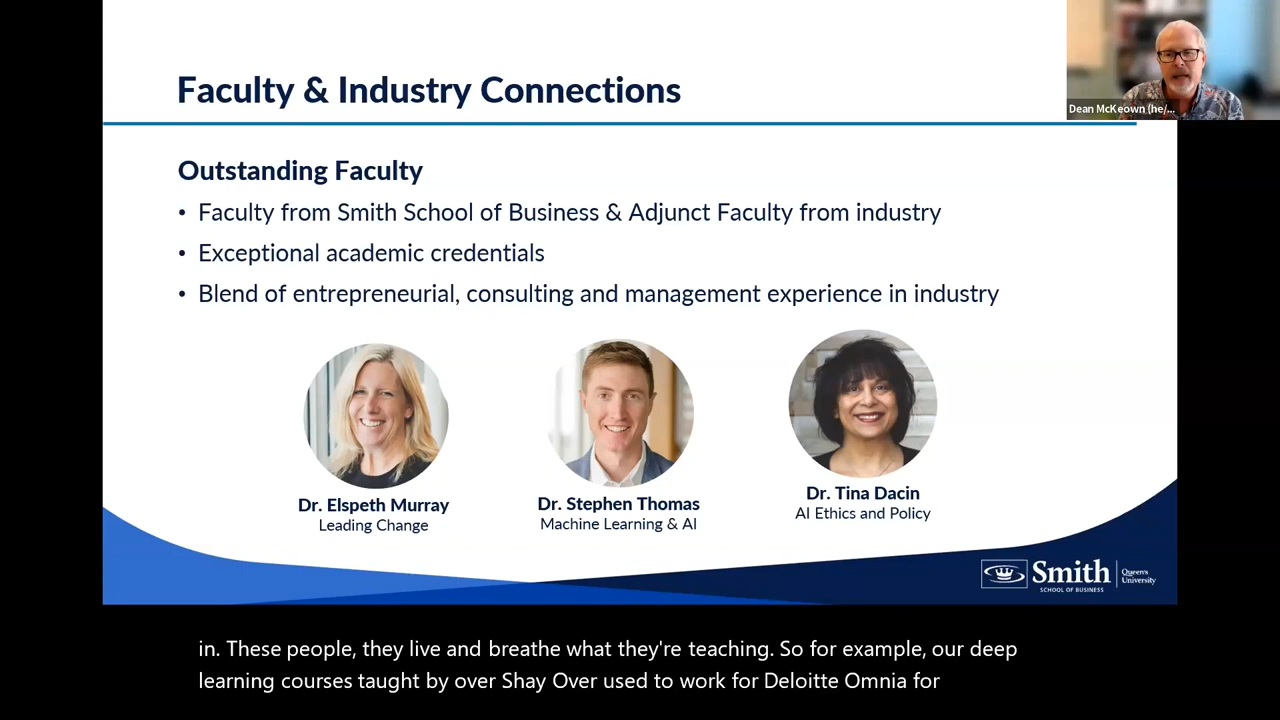 Faculty & Industry Connections
Dean McKeown (he/...
Outstanding Faculty
• Faculty from Smith School of Business & Adjunct Faculty from industry
• Exceptional academic credentials
• Blend of entrepreneurial, consulting and management experience in industry
Dr. Elspeth Murray
Leading Change
Dr. Stephen Thomas
Machine Learning & AI
Dr. Tina Dacin
AI Ethics and Policy
Smith
SCHOOL OF BUSINESS
Queen's
University
in. These people, they live and breathe what they're teaching. So for example, our deep
learning courses taught by over Shay Over used to work for Deloitte Omnia for